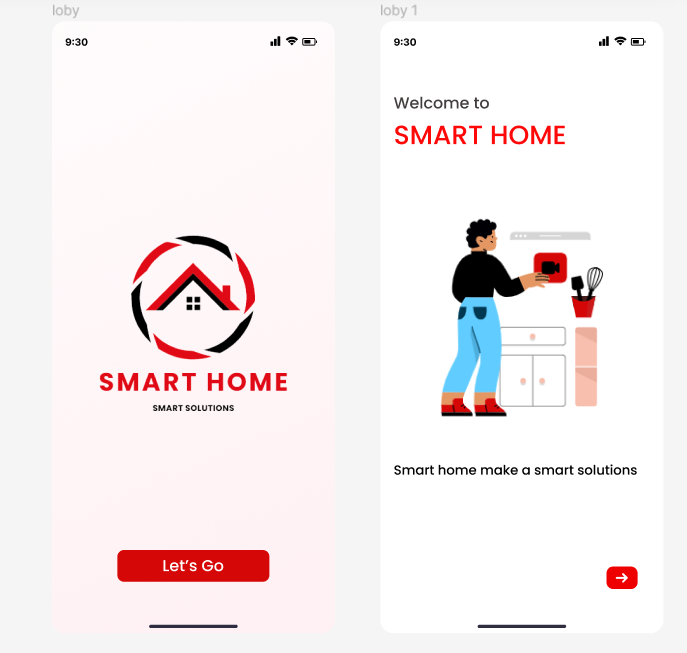 loby
9:30
SMART HOME
SMART SOLUTIONS
Let's Go
loby 1
9:30
Welcome to
SMART HOME
Smart home make a smart solutions